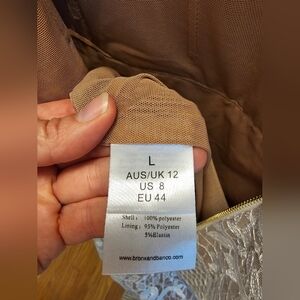 L
AUS/UK 12
US 8
EU 44
Shell: 100% polyester
Lining: 95% Polyester
5%Elastin
www.bronxandbanco.com